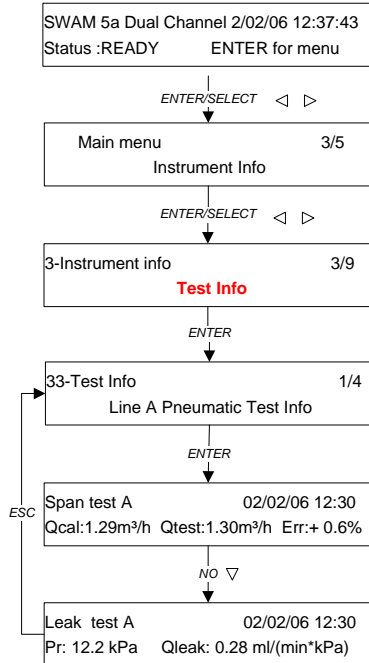 SWAM 5a Dual Channel 2/02/06 12:37:43
Status :READY ENTER for menu
ENTER/SELECT ◁ ▷
Main menu 3/5
Instrument Info
ENTER/SELECT ◁ ▷
3-Instrument info 3/9
Test Info
ENTER
33-Test Info 1/4
Line A Pneumatic Test Info
ENTER
Span test A 02/02/06 12:30
Qcal:1.29m³/h Qtest:1.30m³/h Err:+ 0.6%
ESC
NO ▽
Leak test A 02/02/06 12:30
Pr: 12.2 kPa Qleak: 0.28 ml/(min*kPa)